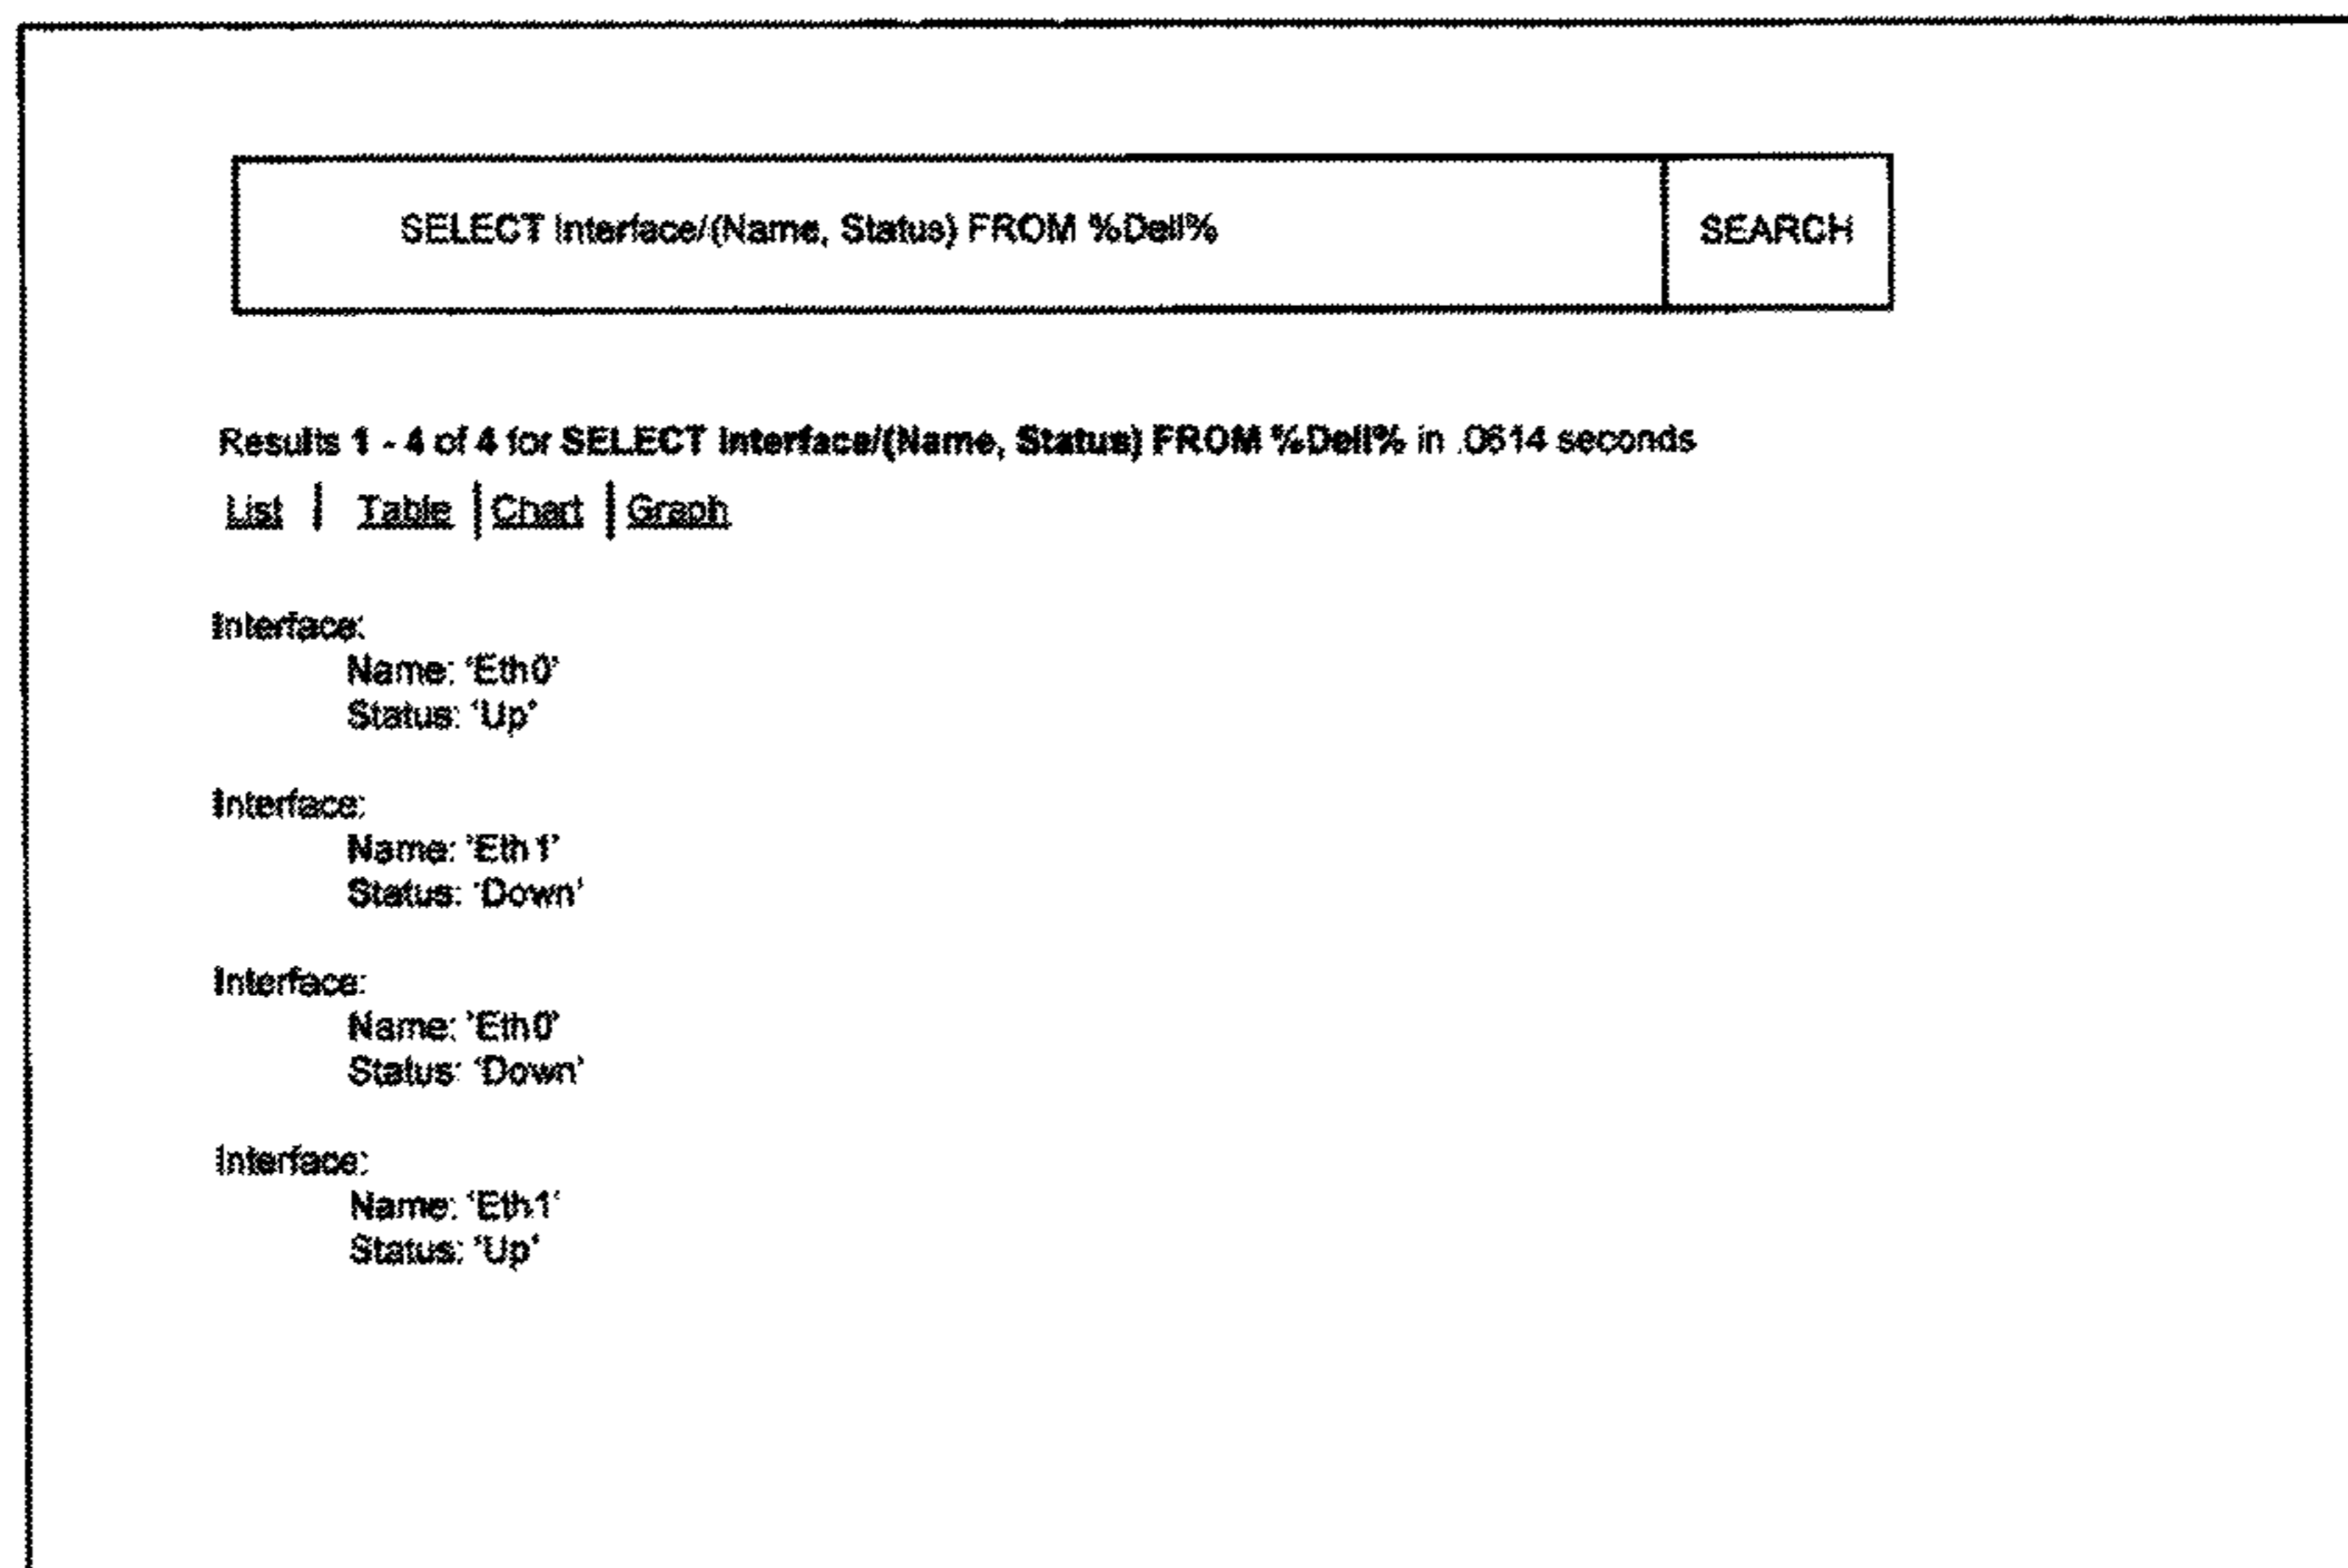 SELECT Interface/(Name, Status) FROM %Dell% SEARCH
Results 1 - 4 of 4 for SELECT Interface/(Name, Status) FROM %Dell% in .0614 seconds
List | Table | Chart | Graph
Interface:
Name: 'Eth0'
Status: 'Up'
Interface:
Name: 'Eth1'
Status: 'Down'
Interface:
Name: 'Eth0'
Status: 'Down'
Interface:
Name: 'Eth1'
Status: 'Up'